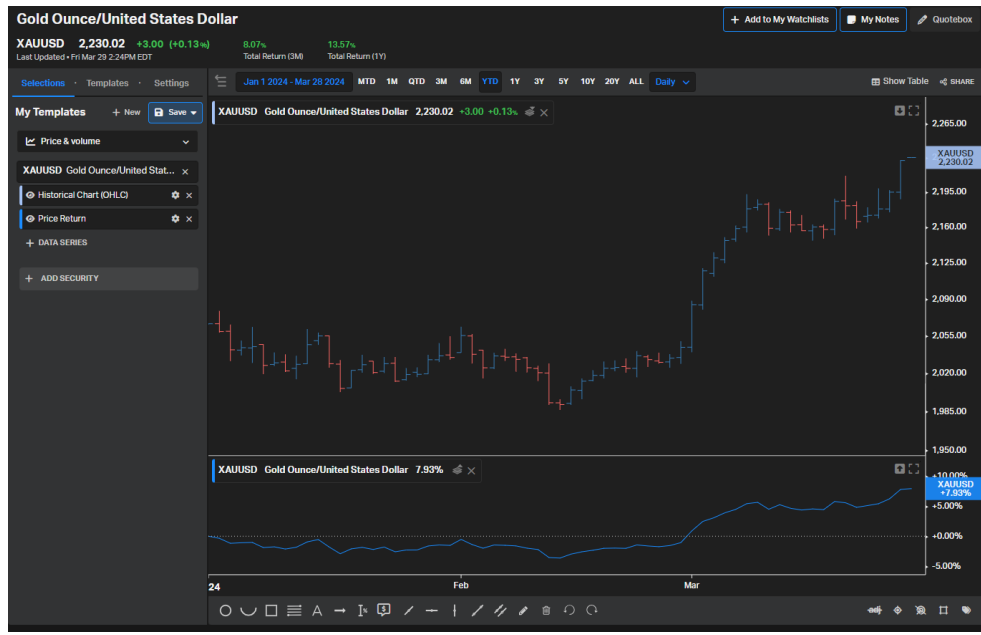 Gold Ounce/United States Dollar
+ Add to My Watchlists My Notes Quotebox
XAUUSD 2,230.02 +3.00 (+0.13%) 8.07% 13.57%
Last Updated • Fri Mar 29 2:24PM EDT Total Return (3M) Total Return (1Y)
Selections · Templates · Settings
My Templates + New Save
Price & volume
XAUUSD Gold Ounce/United Stat... ×
Historical Chart (OHLC) ×
Price Return ×
+ DATA SERIES
+ ADD SECURITY
Jan 1 2024 - Mar 28 2024 MTD 1M QTD 3M 6M YTD 1Y 3Y 5Y 10Y 20Y ALL Daily Show Table SHARE
XAUUSD Gold Ounce/United States Dollar 2,230.02 +3.00 +0.13% ×
2,265.00
XAUUSD
2,230.02
2,195.00
2,160.00
2,125.00
2,090.00
2,055.00
2,020.00
1,985.00
1,950.00
XAUUSD Gold Ounce/United States Dollar 7.93% ×
+10.00%
XAUUSD
+7.93%
+5.00%
+0.00%
-5.00%
24 Feb Mar
A